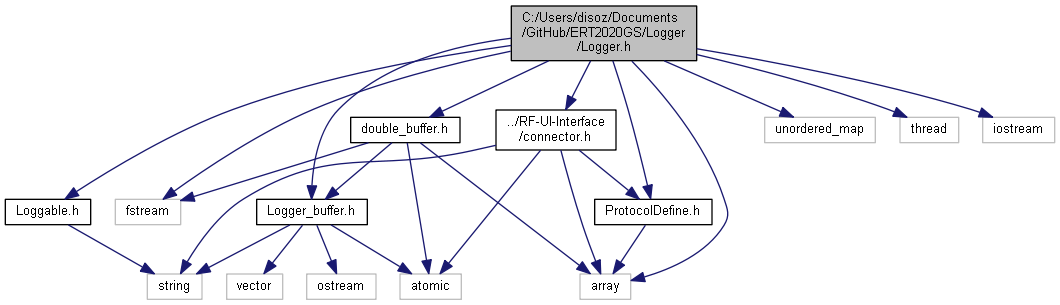 C:/Users/disoz/Documents
/GitHub/ERT2020GS/Logger
/Logger.h
double_buffer.h
../RF-UI-Interface
/connector.h
unordered_map
thread
iostream
Loggable.h
fstream
Logger_buffer.h
ProtocolDefine.h
string
vector
ostream
atomic
array